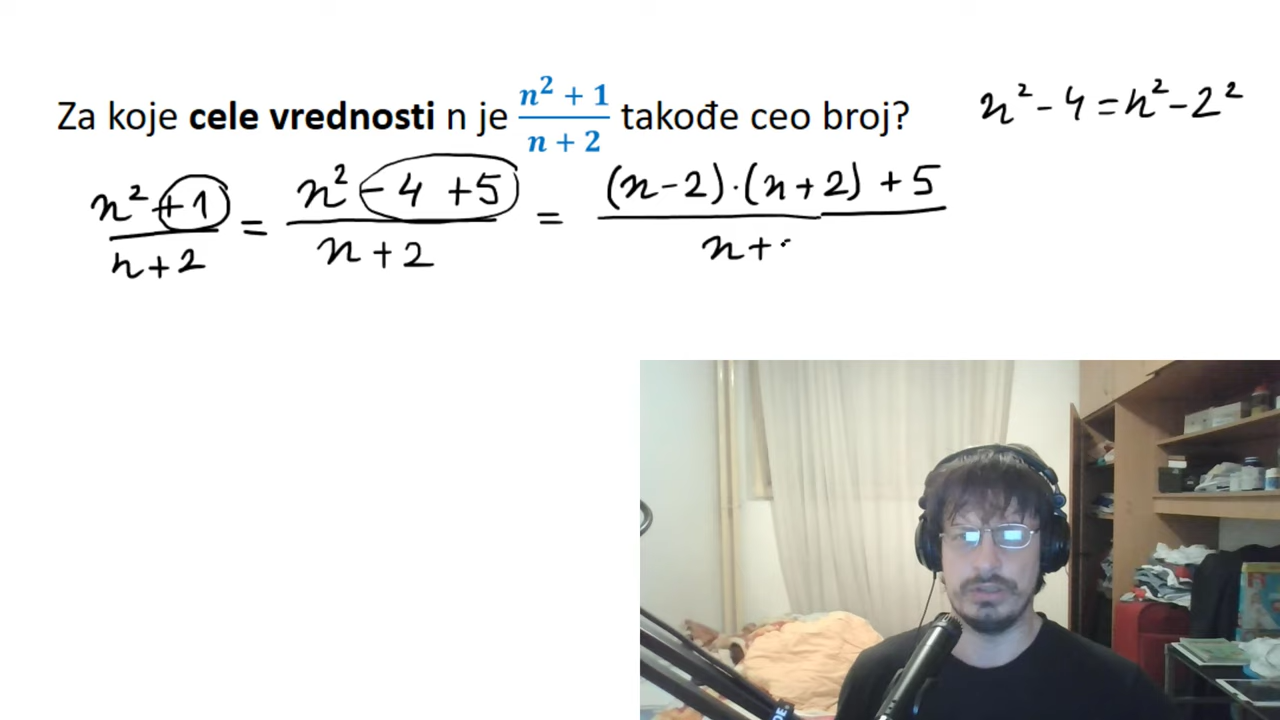 Za koje cele vrednosti n je (n² + 1)/(n + 2) takođe ceo broj?
n² - 4 = n² - 2²
(n² + 1)/(n + 2) = (n² - 4 + 5)/(n + 2) = ((n - 2) · (n + 2) + 5)/(n +